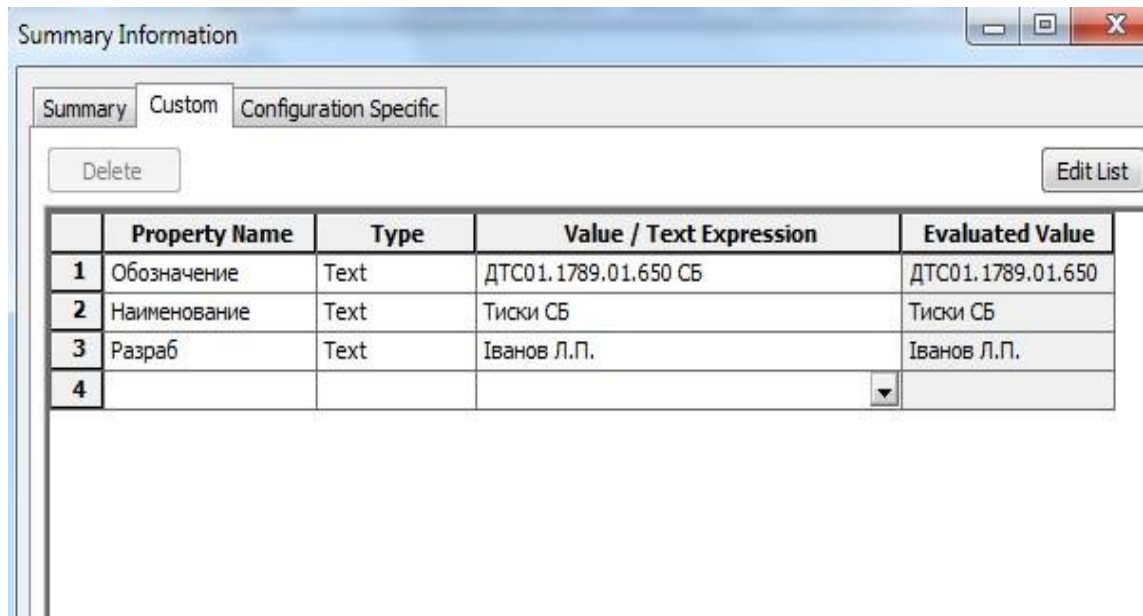 Summary Information
Summary Custom Configuration Specific
Delete Edit List
Property Name Type Value / Text Expression Evaluated Value
1 Обозначение Text ДТС01.1789.01.650 СБ ДТС01.1789.01.650
2 Наименование Text Тиски СБ Тиски СБ
3 Разраб Text Іванов Л.П. Іванов Л.П.
4